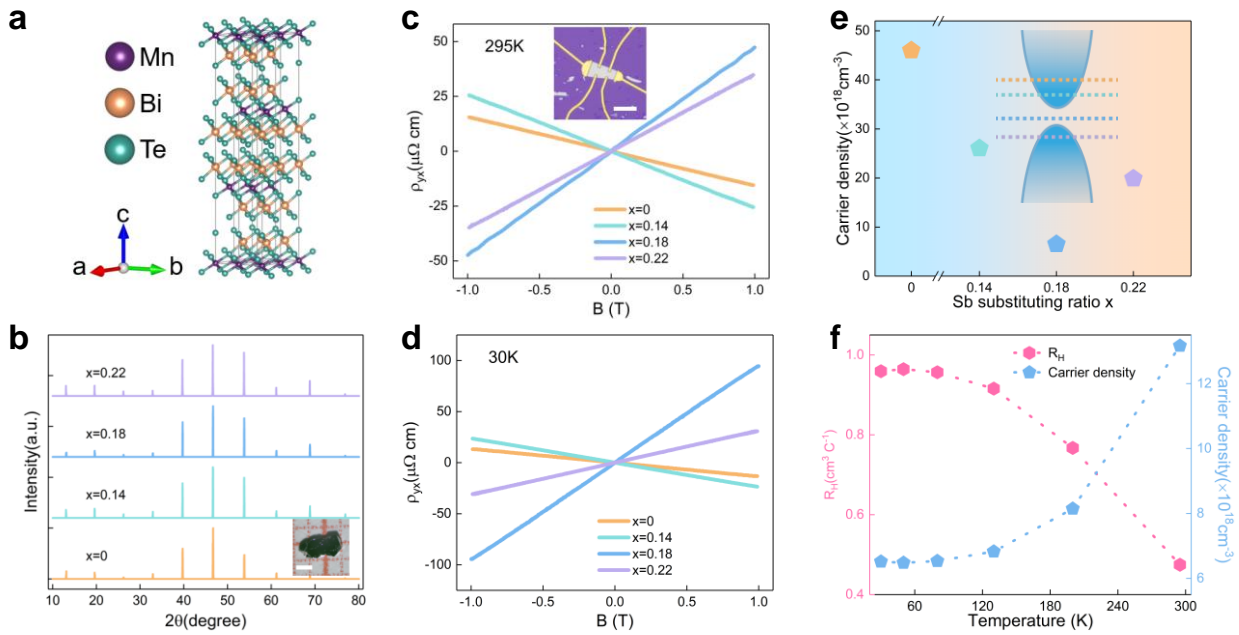 a
Mn
Bi
Te
c
a
b
b
x=0.22
x=0.18
x=0.14
x=0
Intensity(a.u.)
10 20 30 40 50 60 70 80
2θ(degree)
c
295K
50
25
0
-25
-50
ρyx(μΩ cm)
x=0
x=0.14
x=0.18
x=0.22
-1.0 -0.5 0.0 0.5 1.0
B (T)
d
30K
100
50
0
-50
-100
ρyx(μΩ cm)
x=0
x=0.14
x=0.18
x=0.22
-1.0 -0.5 0.0 0.5 1.0
B (T)
e
50
40
30
20
10
0
Carrier density(×10¹⁸cm⁻³)
0 0.14 0.18 0.22
Sb substituting ratio x
f
RH
Carrier density
1.0
0.8
0.6
0.4
RH(cm³ C⁻¹)
12
10
8
6
Carrier density(×10¹⁸cm⁻³)
60 120 180 240 300
Temperature (K)